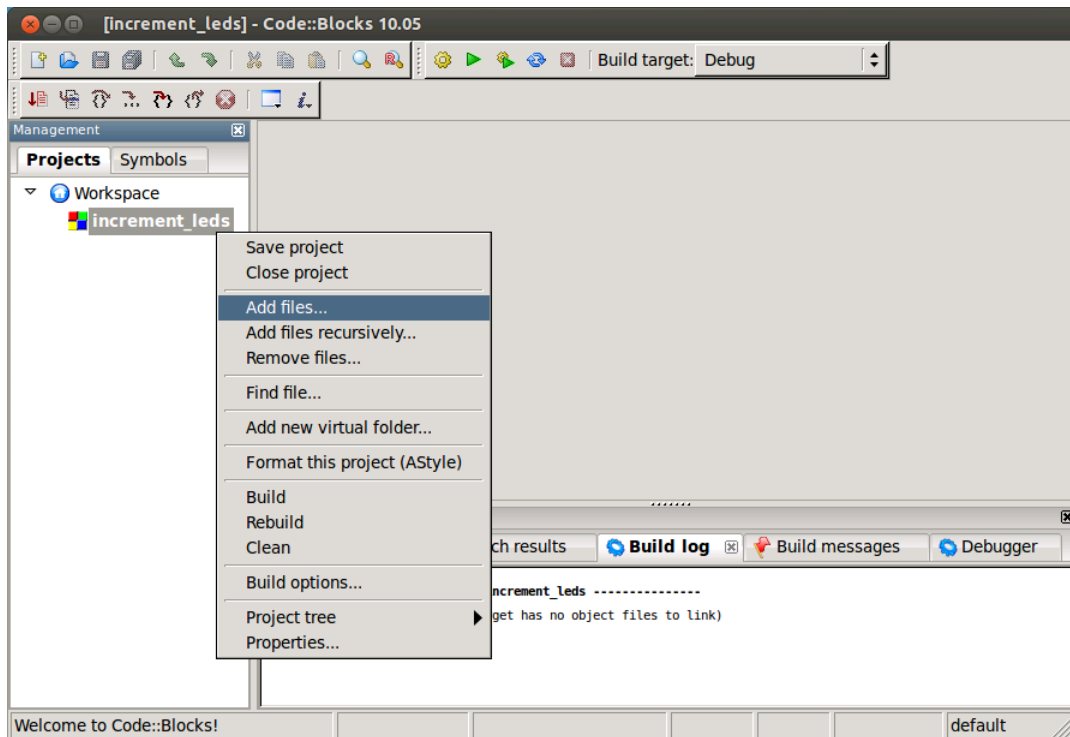 [increment_leds] - Code::Blocks 10.05
Build target: Debug
Management
Projects Symbols
Workspace
increment_leds
Save project
Close project
Add files...
Add files recursively...
Remove files...
Find file...
Add new virtual folder...
Format this project (AStyle)
Build
Rebuild
Clean
Build options...
Project tree
Properties...
ch results Build log Build messages Debugger
ncrement_leds ---------------
get has no object files to link)
Welcome to Code::Blocks! default